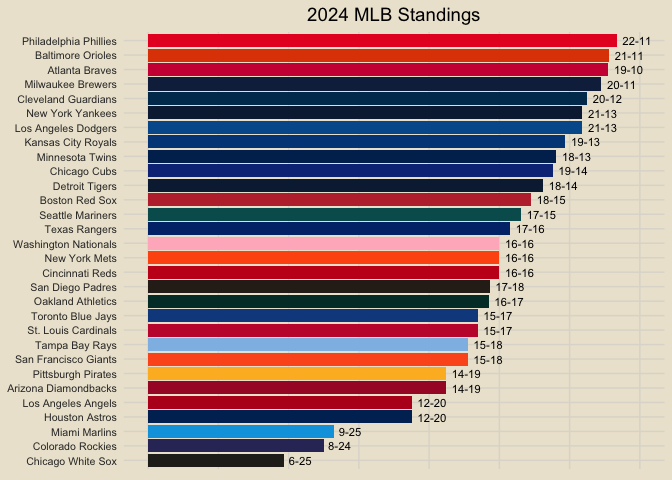 2024 MLB Standings
Philadelphia Phillies 22-11
Baltimore Orioles 21-11
Atlanta Braves 19-10
Milwaukee Brewers 20-11
Cleveland Guardians 20-12
New York Yankees 21-13
Los Angeles Dodgers 21-13
Kansas City Royals 19-13
Minnesota Twins 18-13
Chicago Cubs 19-14
Detroit Tigers 18-14
Boston Red Sox 18-15
Seattle Mariners 17-15
Texas Rangers 17-16
Washington Nationals 16-16
New York Mets 16-16
Cincinnati Reds 16-16
San Diego Padres 17-18
Oakland Athletics 16-17
Toronto Blue Jays 15-17
St. Louis Cardinals 15-17
Tampa Bay Rays 15-18
San Francisco Giants 15-18
Pittsburgh Pirates 14-19
Arizona Diamondbacks 14-19
Los Angeles Angels 12-20
Houston Astros 12-20
Miami Marlins 9-25
Colorado Rockies 8-24
Chicago White Sox 6-25